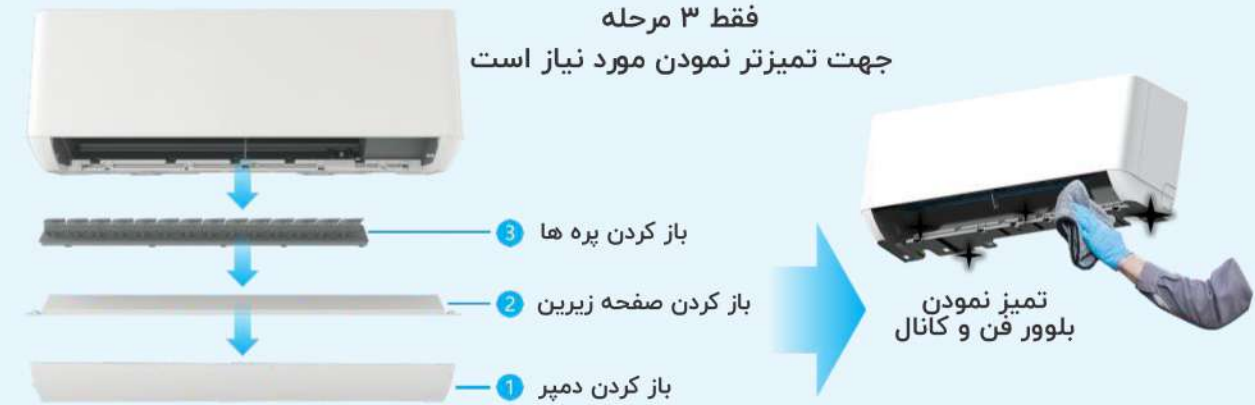 فقط ۳ مرحله
جهت تمیزتر نمودن مورد نیاز است
باز کردن پره ها 3
باز کردن صفحه زیرین 2
باز کردن دمپر 1
تمیز نمودن
بلوور فن و کانال